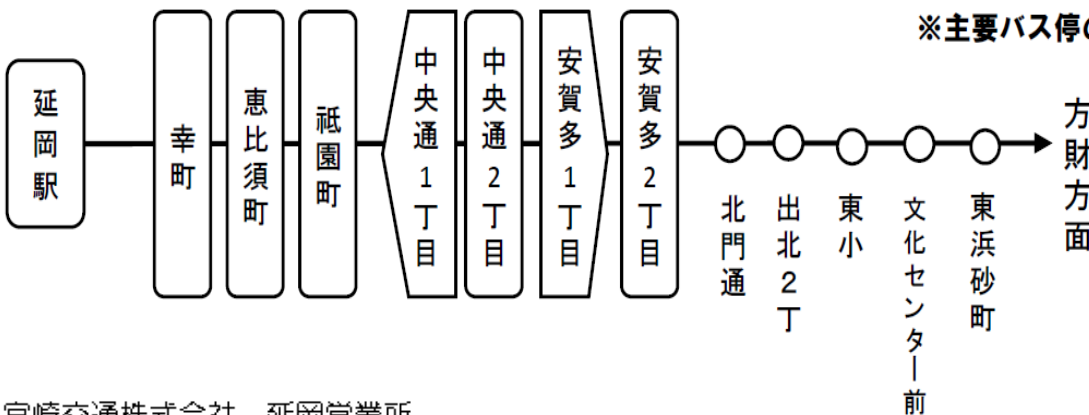 ※主要バス停の
延岡駅
幸町
恵比須町
祇園町
中央通1丁目
中央通2丁目
安賀多1丁目
安賀多2丁目
北門通
出北2丁
東小
文化センター前
東浜砂町
方財方面
宮崎交通株式会社 延岡営業所